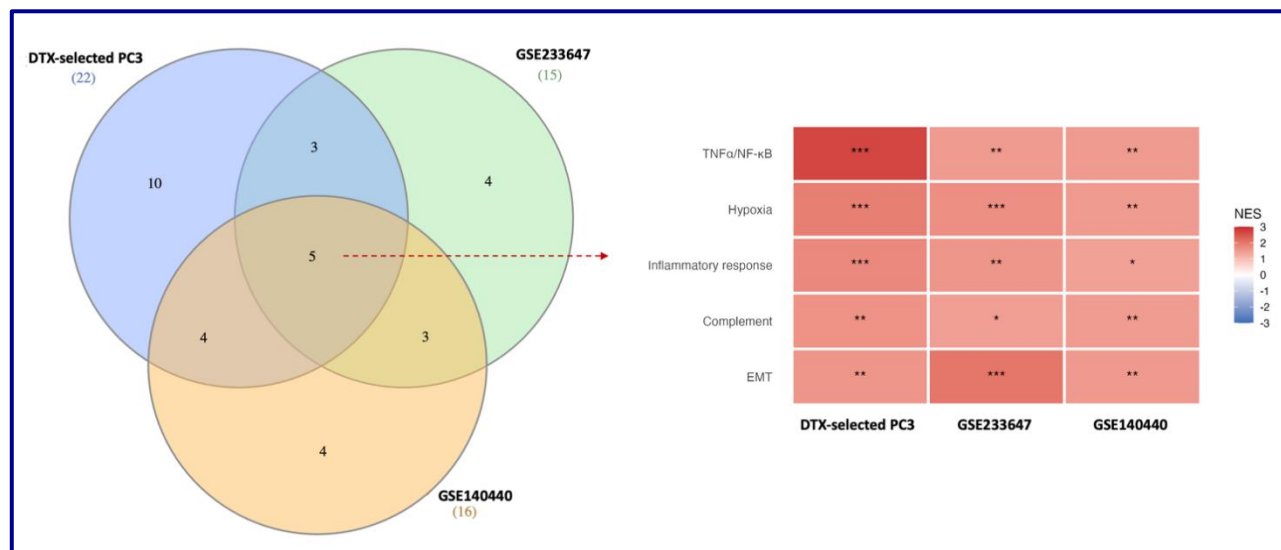 DTX-selected PC3
(22)
GSE233647
(15)
10
3
4
5
4
3
4
GSE140440
(16)
TNFα/NF-κB
*** ** **
Hypoxia
*** *** **
Inflammatory response
*** ** *
Complement
** * **
EMT
** *** **
DTX-selected PC3 GSE233647 GSE140440
NES
3
2
1
0
-1
-2
-3